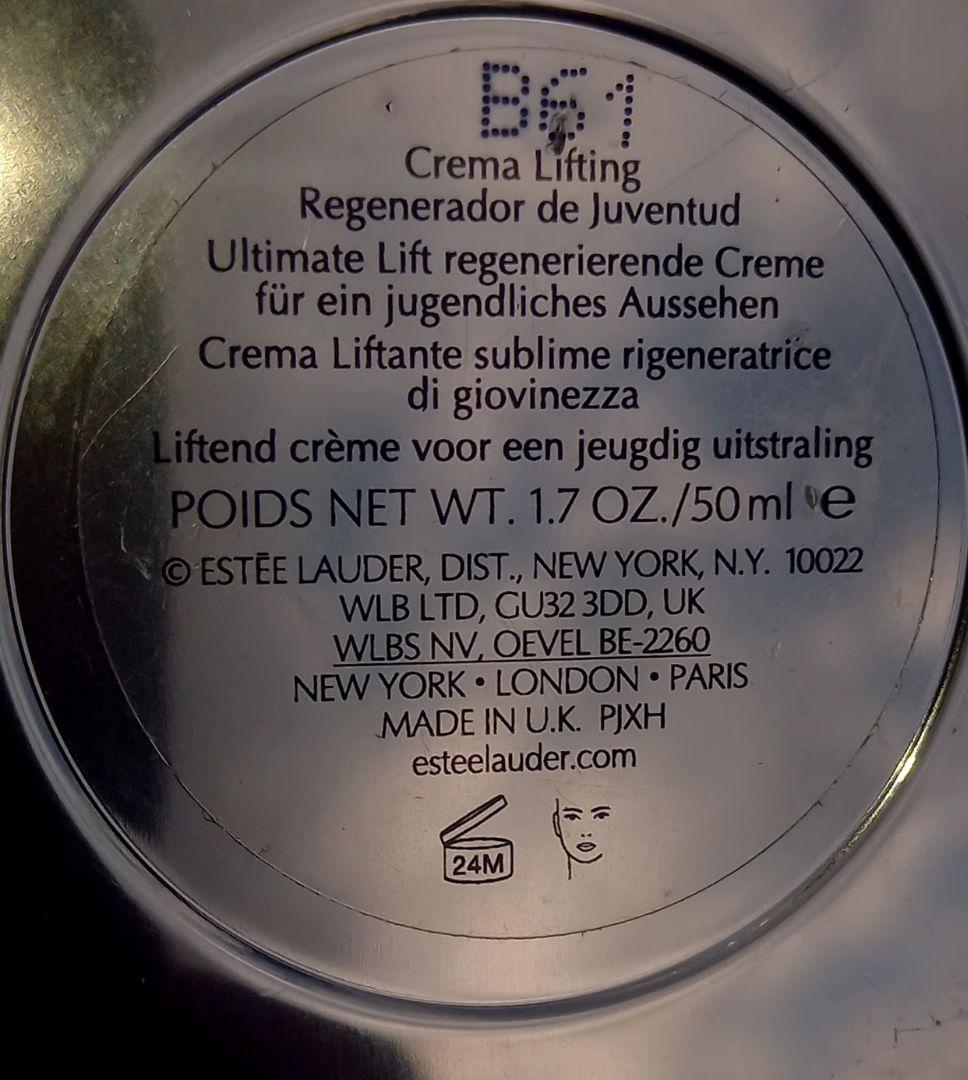 B61
Crema Lifting
Regenerador de Juventud
Ultimate Lift regenerierende Creme
für ein jugendliches Aussehen
Crema Liftante sublime rigeneratrice
di giovinezza
Liftend crème voor een jeugdig uitstraling
POIDS NET WT. 1.7 OZ./50 ml e
© ESTĒE LAUDER, DIST., NEW YORK, N.Y. 10022
WLB LTD, GU32 3DD, UK
WLBS NV, OEVEL BE-2260
NEW YORK • LONDON • PARIS
MADE IN U.K. PJXH
esteelauder.com
24M